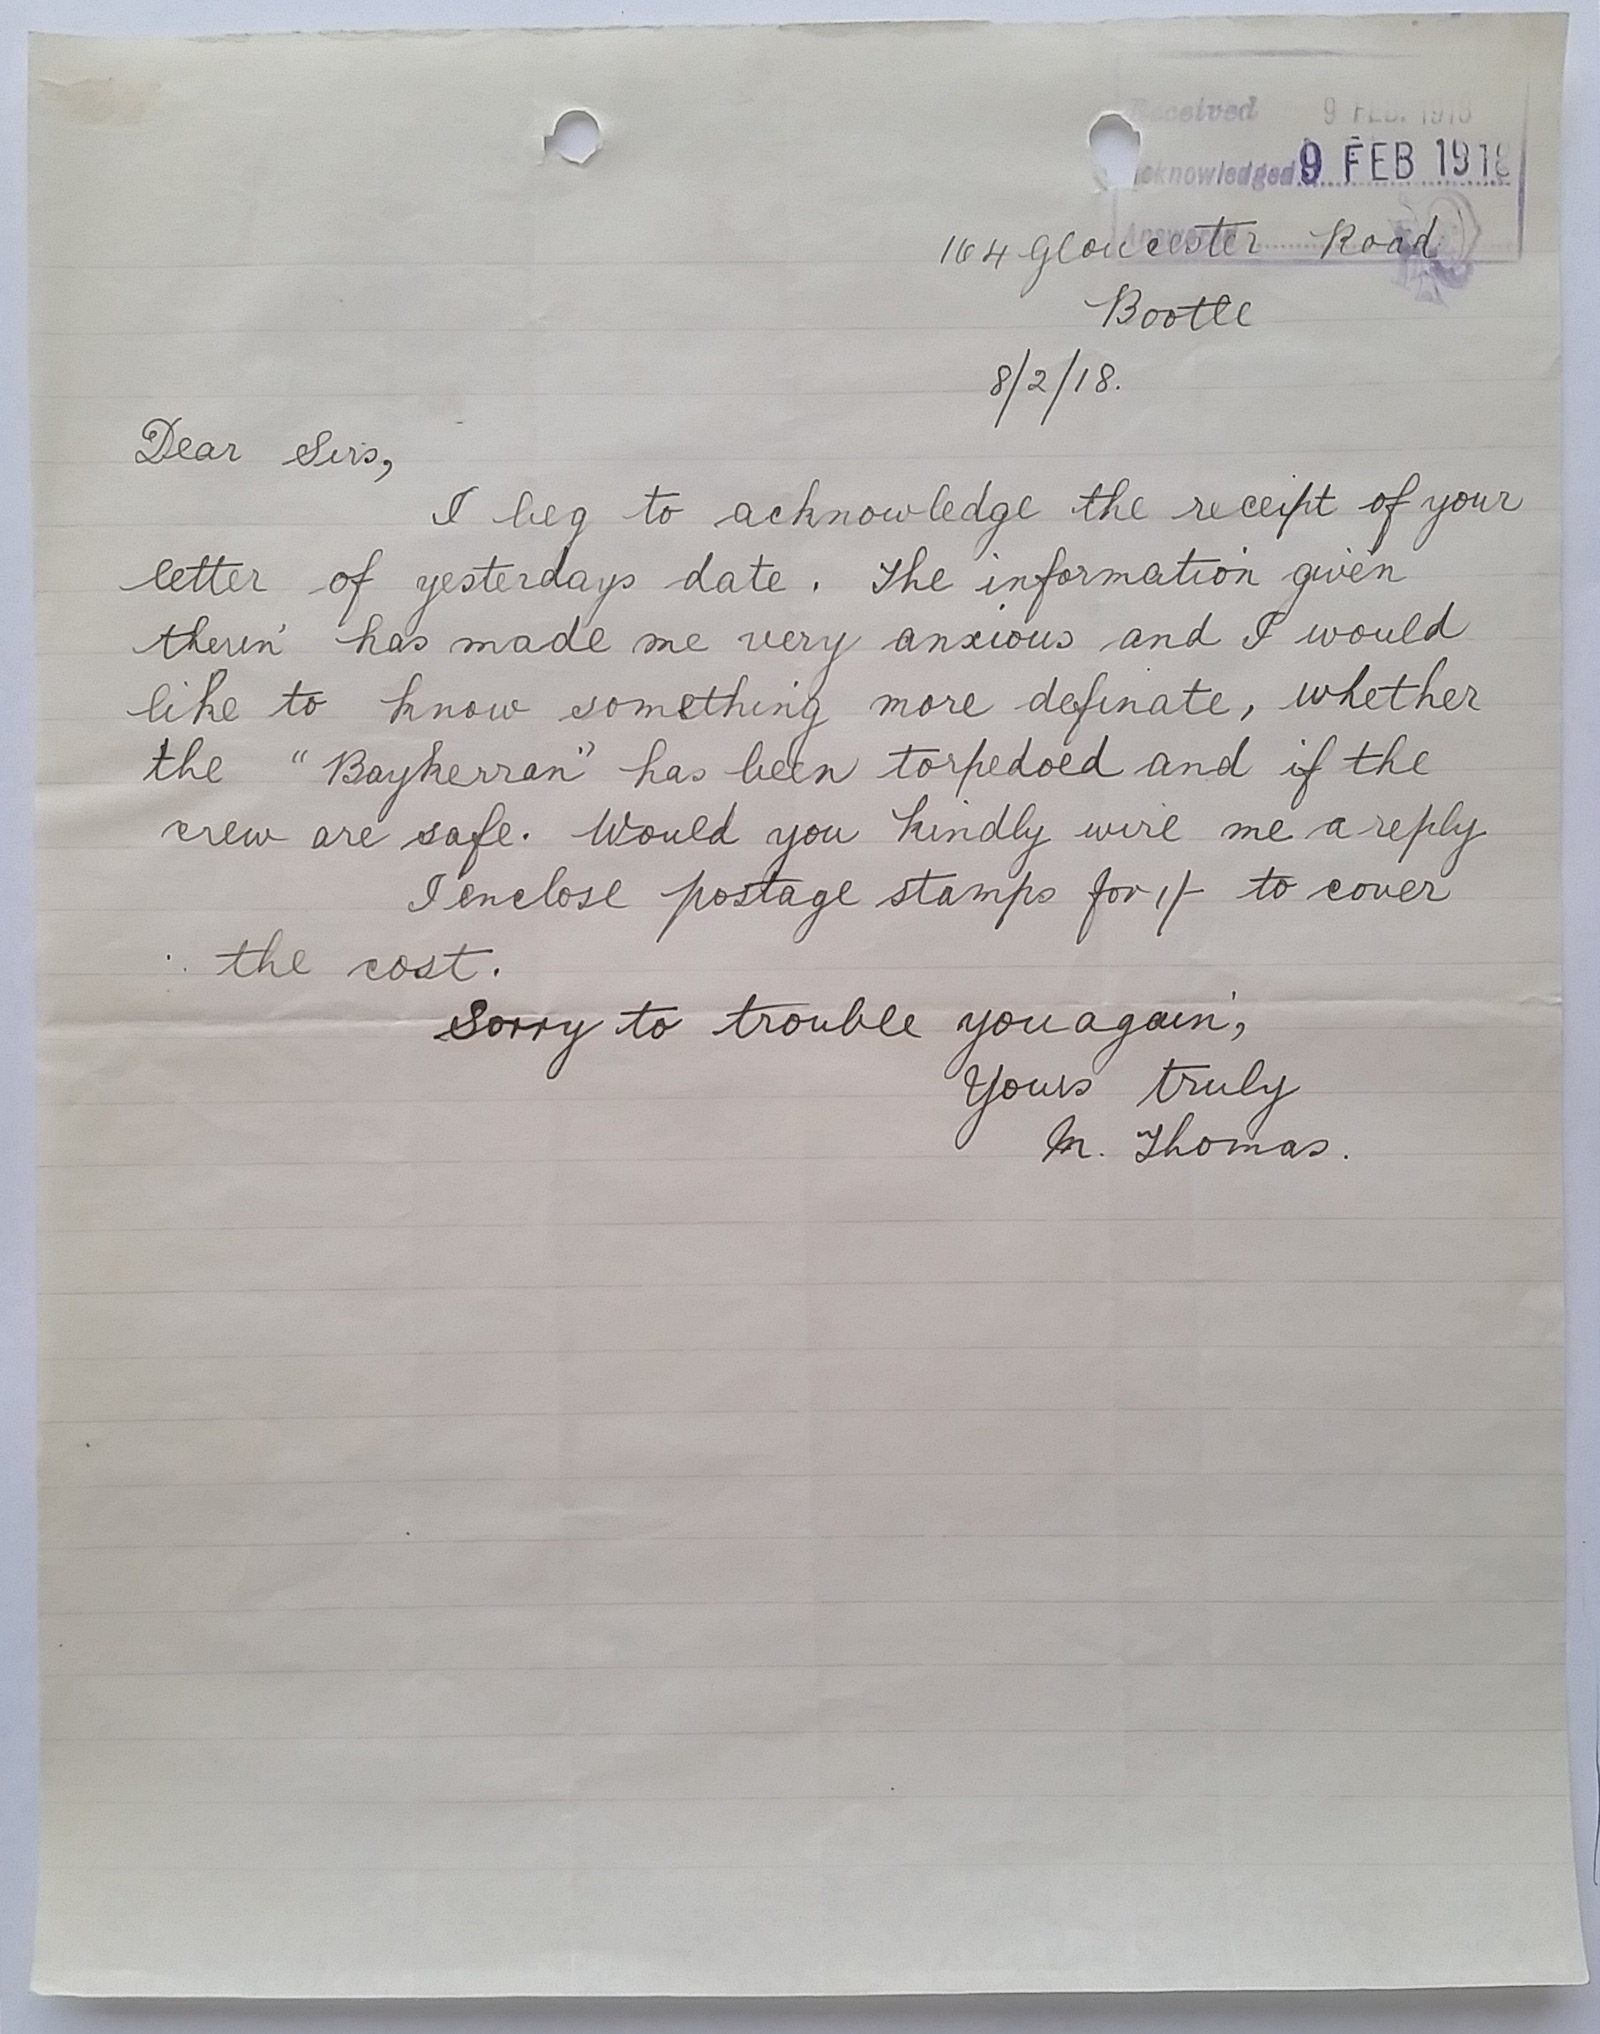 Received 9 FEB. 1918
Acknowledged 9 FEB 1918
Answered
164 Gloucester Road
Bootle
8/2/18.
Dear Sirs,
I beg to acknowledge the receipt of your
letter of yesterdays date. The information given
therin has made me very anxious and I would
like to know something more definate, whether
the "Baykerran" has been torpedoed and if the
crew are safe. Would you kindly wire me a reply
I enclose postage stamps for 1/- to cover
the cost.
Sorry to trouble you again,
Yours truly
M. Thomas.